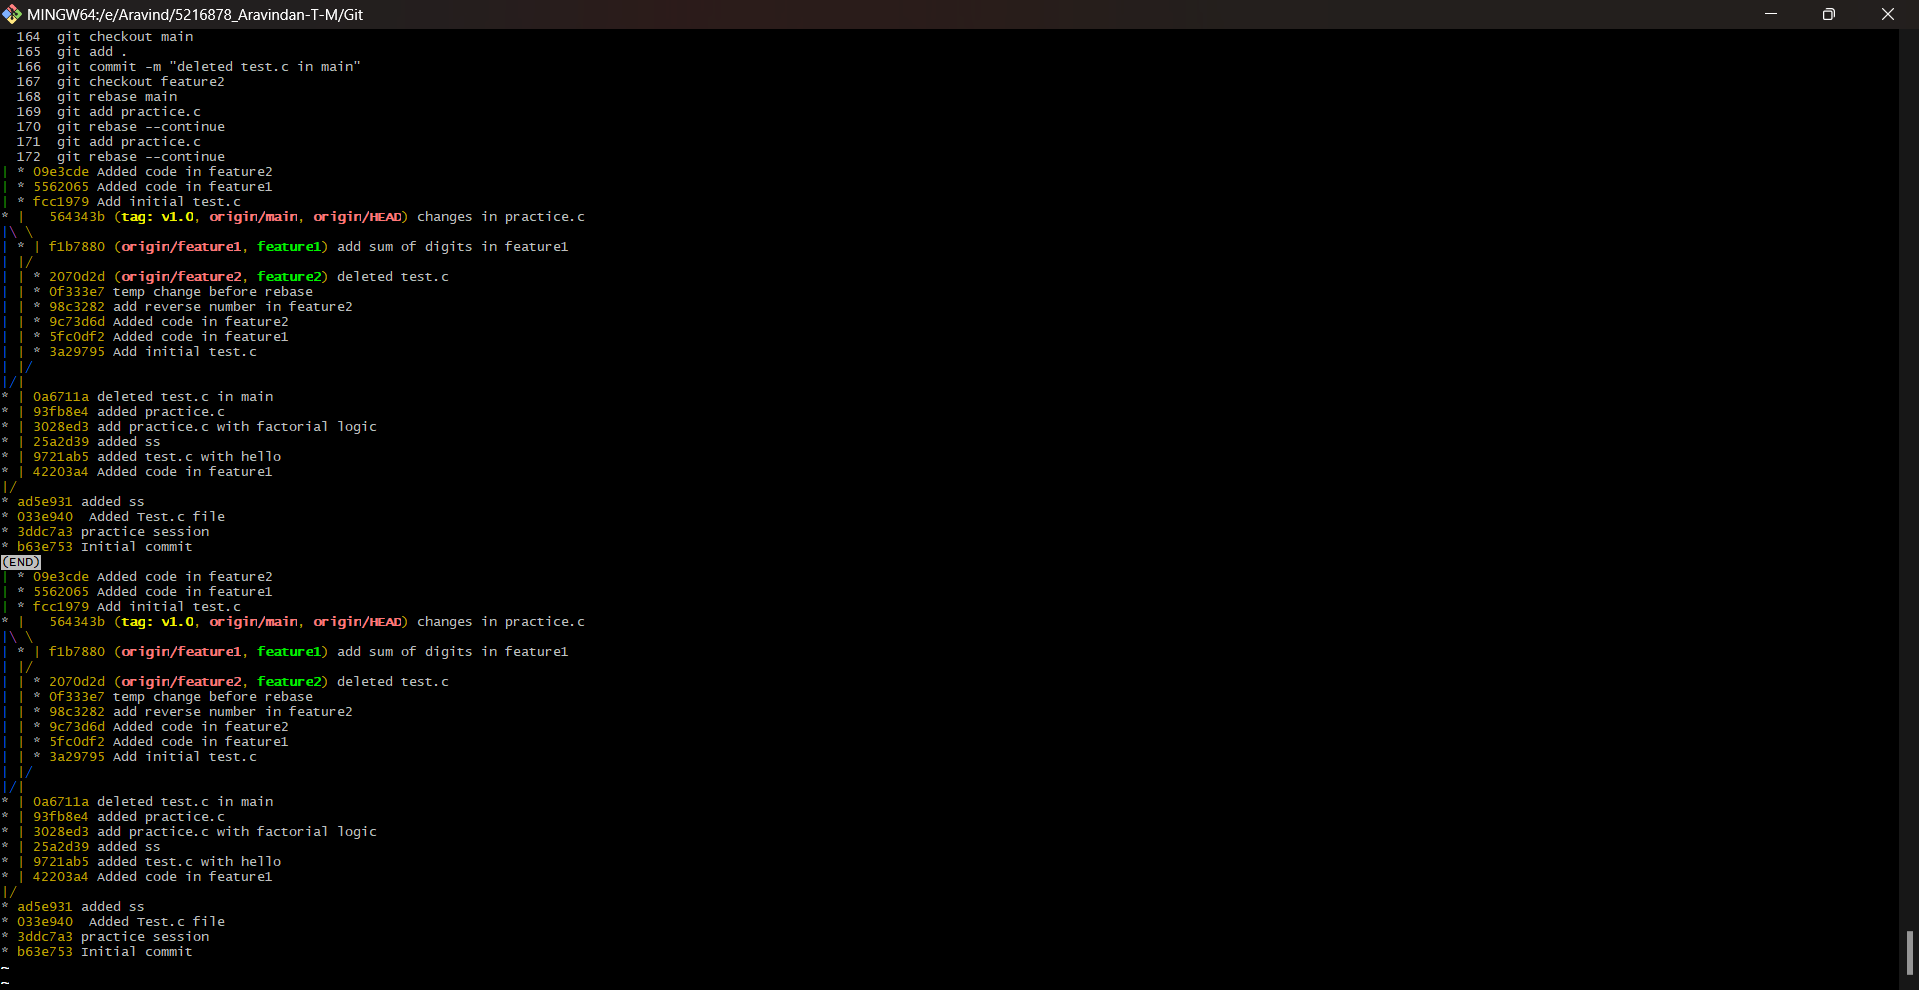 MINGW64:/e/Aravind/5216878_Aravindan-T-M/Git
164 git checkout main
165 git add .
166 git commit -m "deleted test.c in main"
167 git checkout feature2
168 git rebase main
169 git add practice.c
170 git rebase --continue
171 git add practice.c
172 git rebase --continue
| * 09e3cde Added code in feature2
| * 5562065 Added code in feature1
| * fcc1979 Add initial test.c
* |   564343b (tag: v1.0, origin/main, origin/HEAD) changes in practice.c
|\ \
| * | f1b7880 (origin/feature1, feature1) add sum of digits in feature1
| |/
| | * 2070d2d (origin/feature2, feature2) deleted test.c
| | * 0f333e7 temp change before rebase
| | * 98c3282 add reverse number in feature2
| | * 9c73d6d Added code in feature2
| | * 5fc0df2 Added code in feature1
| | * 3a29795 Add initial test.c
| |/
|/|
* | 0a6711a deleted test.c in main
* | 93fb8e4 added practice.c
* | 3028ed3 add practice.c with factorial logic
* | 25a2d39 added ss
* | 9721ab5 added test.c with hello
* | 42203a4 Added code in feature1
|/
* ad5e931 added ss
* 033e940  Added Test.c file
* 3ddc7a3 practice session
* b63e753 Initial commit
(END)
| * 09e3cde Added code in feature2
| * 5562065 Added code in feature1
| * fcc1979 Add initial test.c
* |   564343b (tag: v1.0, origin/main, origin/HEAD) changes in practice.c
|\ \
| * | f1b7880 (origin/feature1, feature1) add sum of digits in feature1
| |/
| | * 2070d2d (origin/feature2, feature2) deleted test.c
| | * 0f333e7 temp change before rebase
| | * 98c3282 add reverse number in feature2
| | * 9c73d6d Added code in feature2
| | * 5fc0df2 Added code in feature1
| | * 3a29795 Add initial test.c
| |/
|/|
* | 0a6711a deleted test.c in main
* | 93fb8e4 added practice.c
* | 3028ed3 add practice.c with factorial logic
* | 25a2d39 added ss
* | 9721ab5 added test.c with hello
* | 42203a4 Added code in feature1
|/
* ad5e931 added ss
* 033e940  Added Test.c file
* 3ddc7a3 practice session
* b63e753 Initial commit
~
~